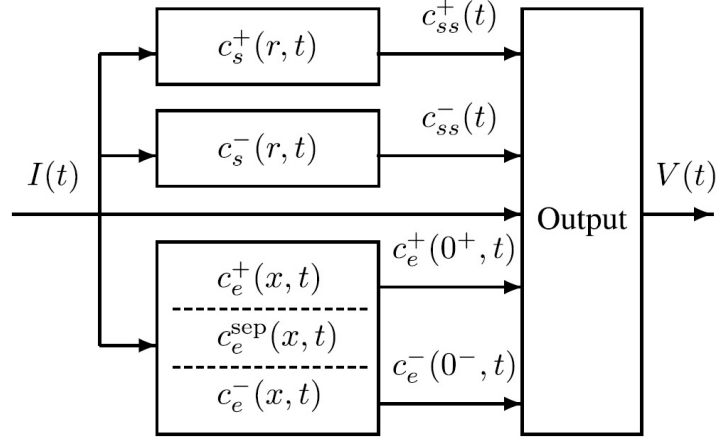 c_s^+(r, t)
c_{ss}^+(t)
c_s^-(r, t)
c_{ss}^-(t)
I(t)
V(t)
Output
c_e^+(x, t)
c_e^+(0^+, t)
c_e^{sep}(x, t)
c_e^-(x, t)
c_e^-(0^-, t)